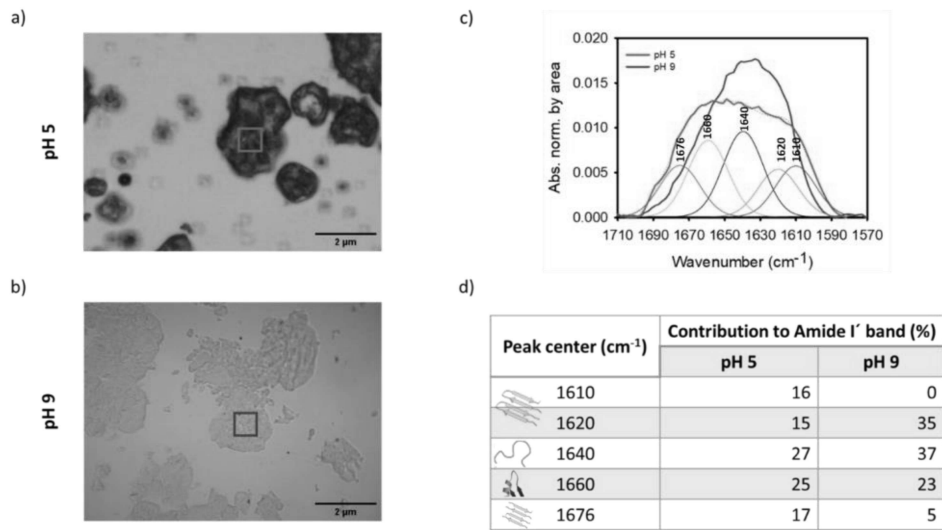 a)
pH 5
2 µm
b)
pH 9
2 µm
c)
Abs. norm. by area
0.020
0.015
0.010
0.005
0.000
pH 5
pH 9
1676
1660
1640
1620
1610
1710 1690 1670 1650 1630 1610 1590 1570
Wavenumber (cm-1)
d)
Peak center (cm-1) Contribution to Amide I´ band (%)
pH 5 pH 9
1610 16 0
1620 15 35
1640 27 37
1660 25 23
1676 17 5